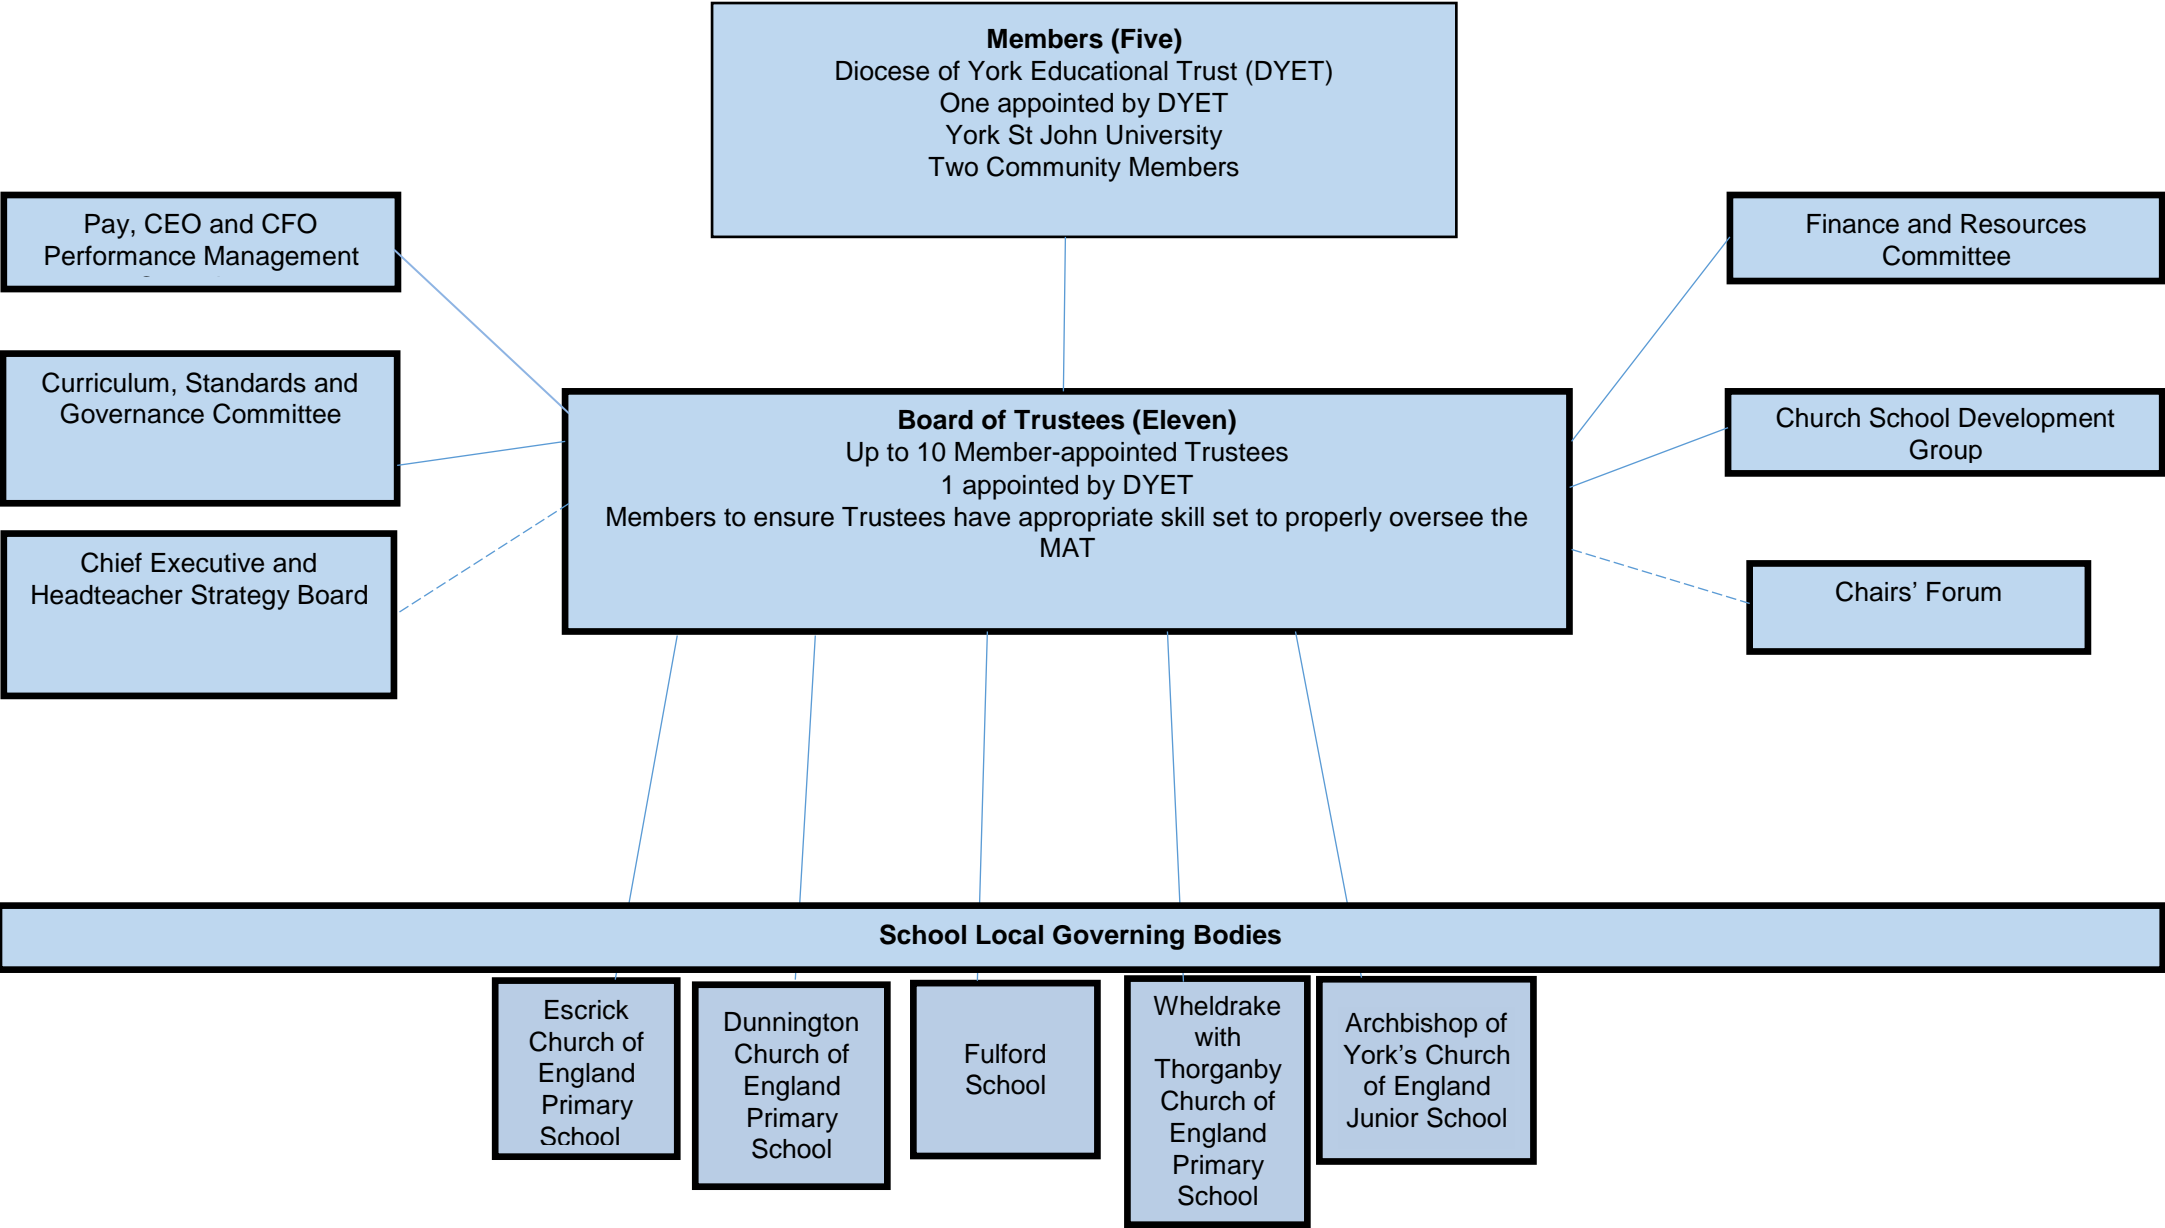 Members (Five)
Diocese of York Educational Trust (DYET)
One appointed by DYET
York St John University
Two Community Members
Pay, CEO and CFO
Performance Management
Finance and Resources
Committee
Curriculum, Standards and
Governance Committee
Board of Trustees (Eleven)
Up to 10 Member-appointed Trustees
1 appointed by DYET
Members to ensure Trustees have appropriate skill set to properly oversee the
MAT
Church School Development
Group
Chief Executive and
Headteacher Strategy Board
Chairs’ Forum
School Local Governing Bodies
Escrick
Church of
England
Primary
School
Dunnington
Church of
England
Primary
School
Fulford
School
Wheldrake
with
Thorganby
Church of
England
Primary
School
Archbishop of
York’s Church
of England
Junior School